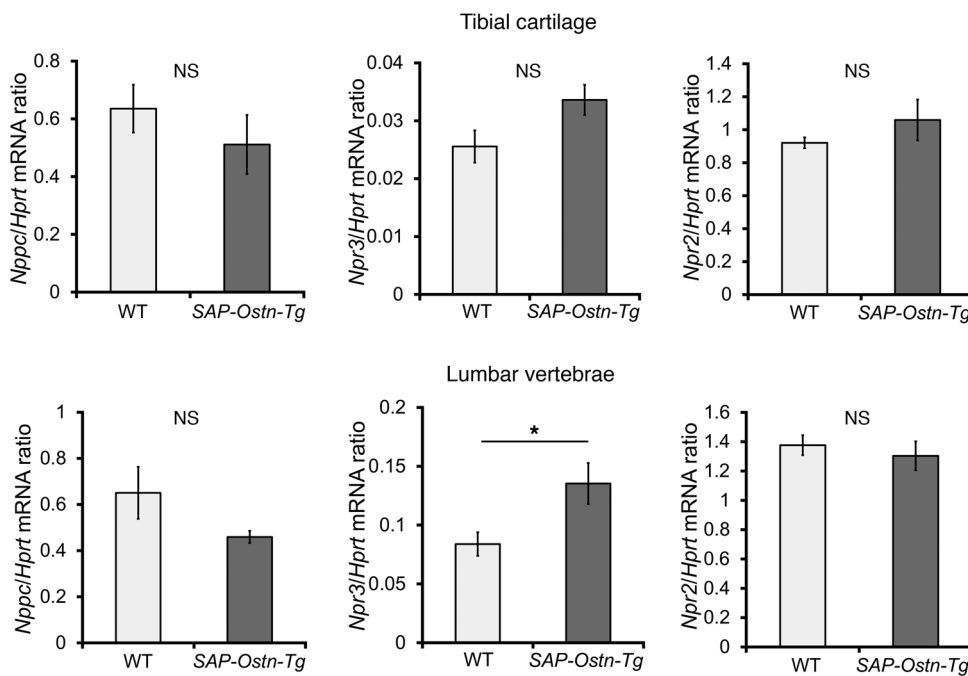 Tibial cartilage
Nppc/Hprt mRNA ratio
0.8
0.6
0.4
0.2
0
NS
WT
SAP-Ostn-Tg
Npr3/Hprt mRNA ratio
0.04
0.03
0.02
0.01
0
NS
WT
SAP-Ostn-Tg
Npr2/Hprt mRNA ratio
1.4
1.2
1
0.8
0.6
0.4
0.2
0
NS
WT
SAP-Ostn-Tg
Lumbar vertebrae
Nppc/Hprt mRNA ratio
1
0.8
0.6
0.4
0.2
0
NS
WT
SAP-Ostn-Tg
Npr3/Hprt mRNA ratio
0.2
0.15
0.1
0.05
0
*
WT
SAP-Ostn-Tg
Npr2/Hprt mRNA ratio
1.6
1.4
1.2
1
0.8
0.6
0.4
0.2
0
NS
WT
SAP-Ostn-Tg